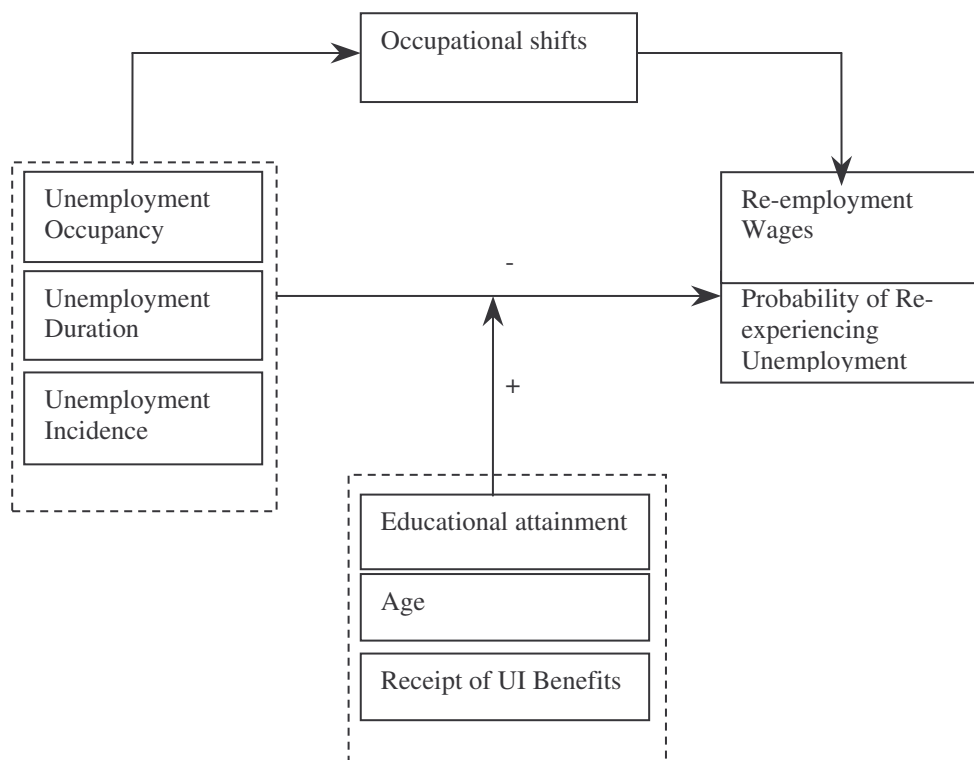 Occupational shifts
Unemployment
Occupancy
Unemployment
Duration
Unemployment
Incidence
-
+
Re-employment
Wages
Probability of Re-
experiencing
Unemployment
Educational attainment
Age
Receipt of UI Benefits